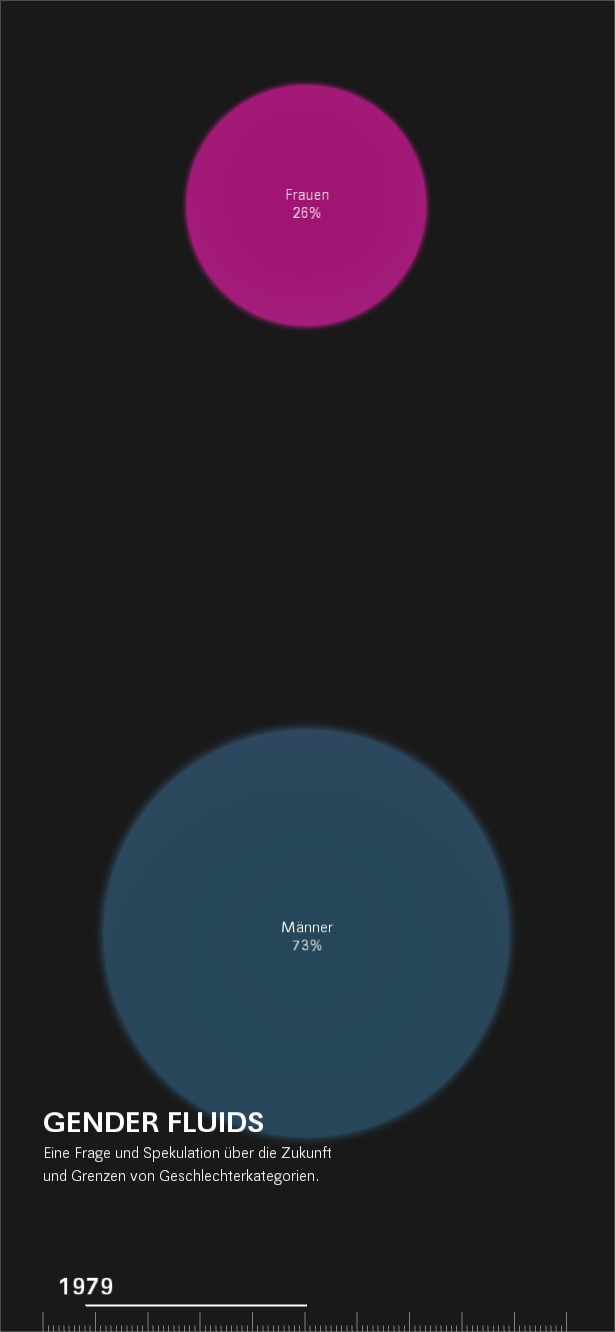 Frauen
26%
Männer
73%
GENDER FLUIDS
Eine Frage und Spekulation über die Zukunft
und Grenzen von Geschlechterkategorien.
1979